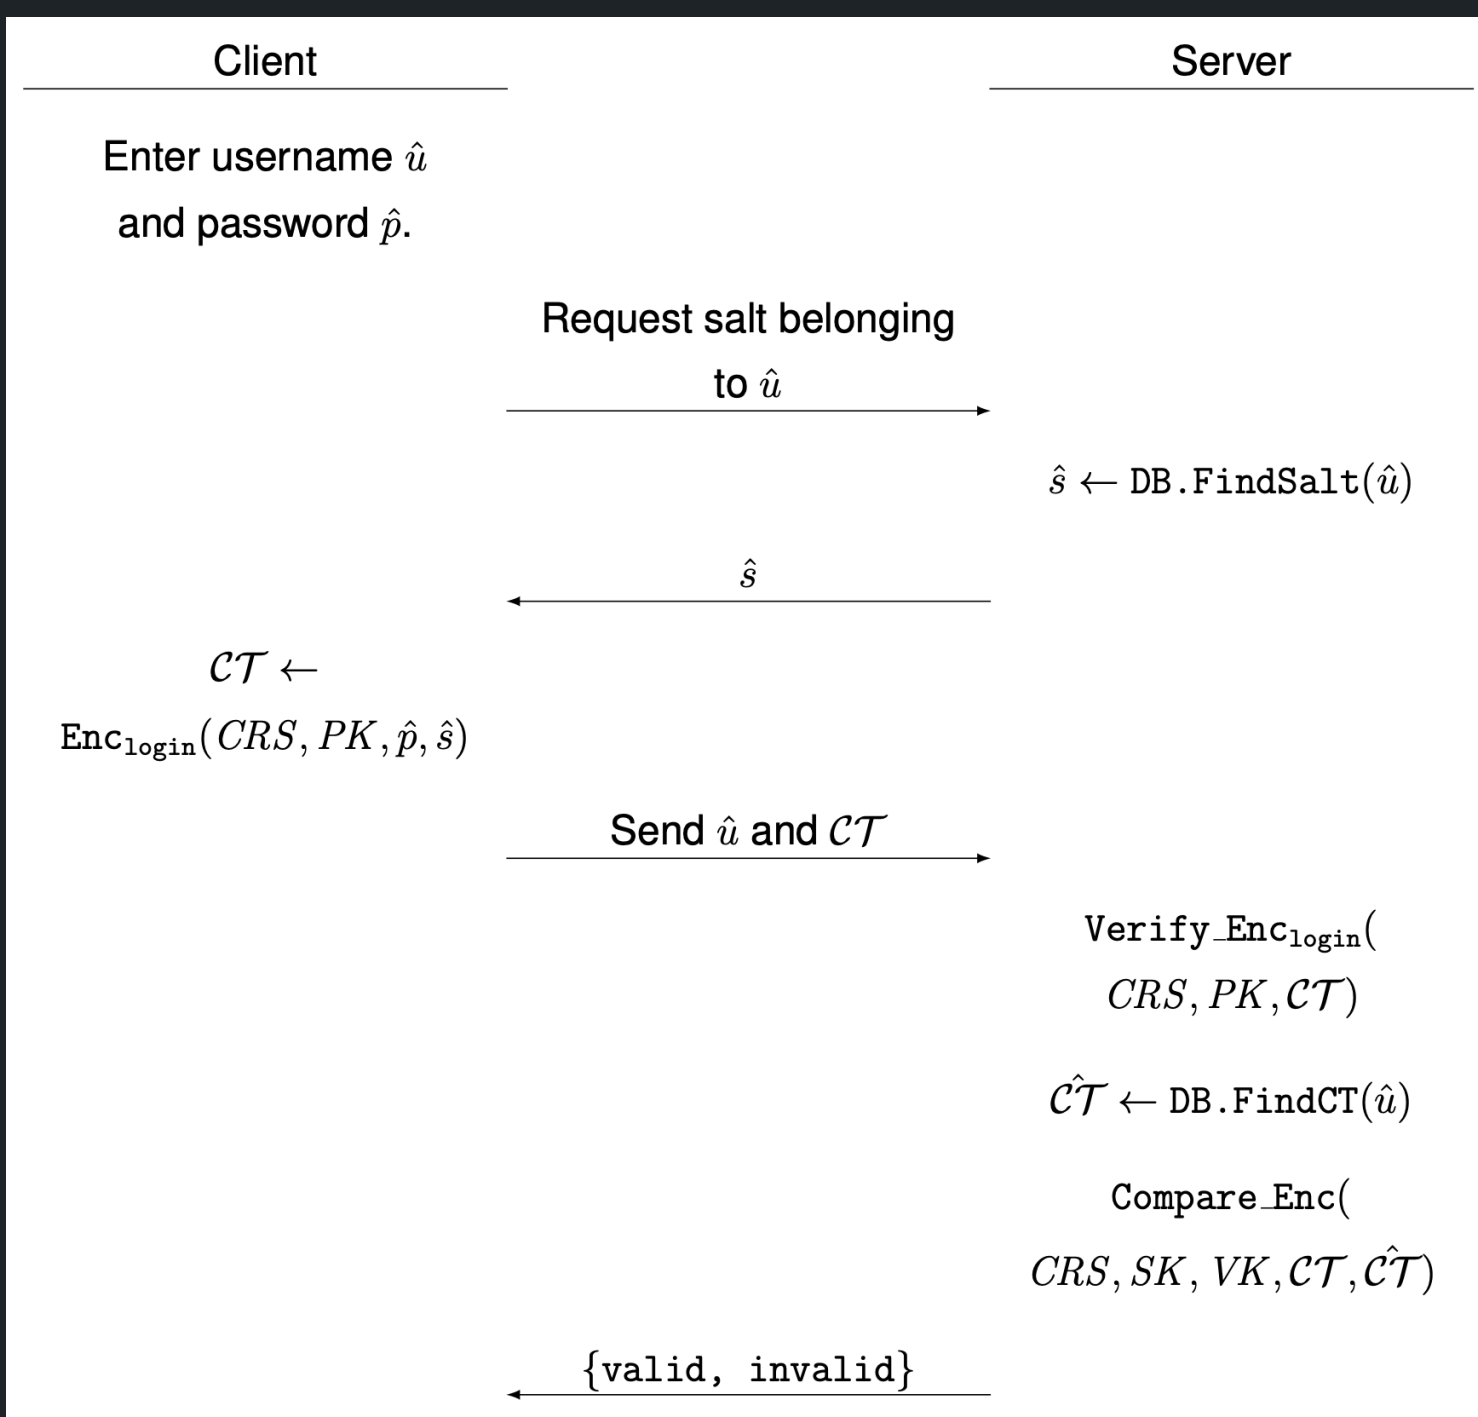 Client
Server
Enter username û
and password p̂.
Request salt belonging
to û
ŝ ← DB.FindSalt(û)
ŝ
𝒞𝒯 ←
Enc_login(CRS, PK, p̂, ŝ)
Send û and 𝒞𝒯
Verify_Enc_login(
CRS, PK, 𝒞𝒯)
𝒞𝒯̂ ← DB.FindCT(û)
Compare_Enc(
CRS, SK, VK, 𝒞𝒯, 𝒞𝒯̂)
{valid, invalid}